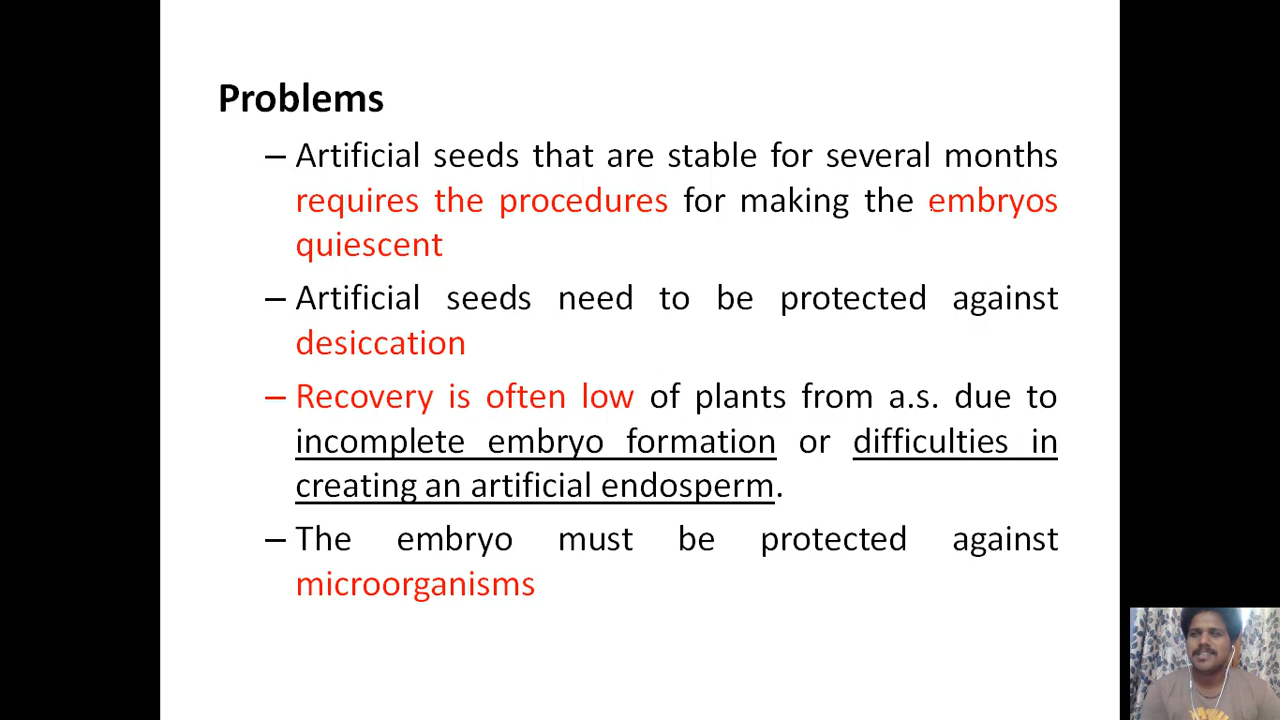 Problems
– Artificial seeds that are stable for several months
requires the procedures for making the embryos
quiescent
– Artificial seeds need to be protected against
desiccation
– Recovery is often low of plants from a.s. due to
incomplete embryo formation or difficulties in
creating an artificial endosperm.
– The embryo must be protected against
microorganisms